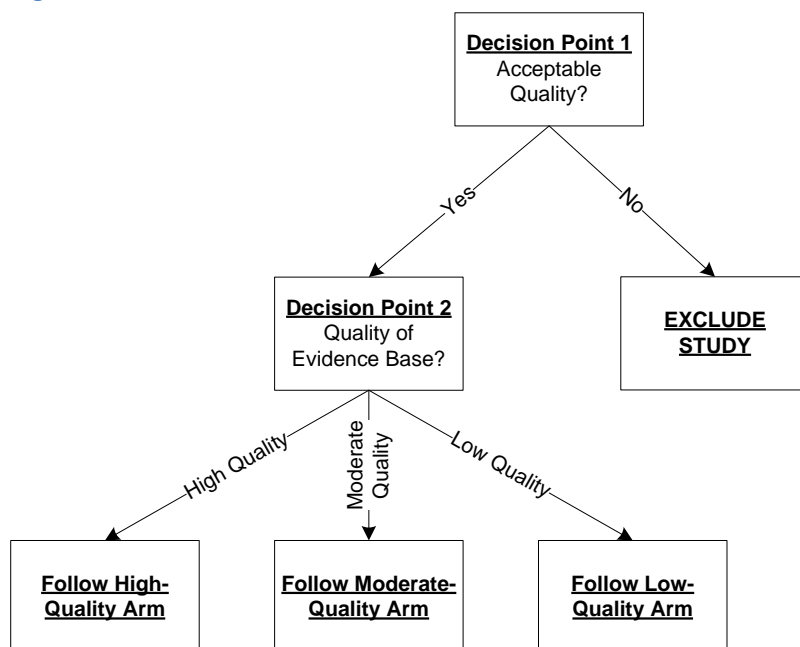 Decision Point 1
Acceptable
Quality?
Yes
No
Decision Point 2
Quality of
Evidence Base?
EXCLUDE
STUDY
High Quality
Moderate
Quality
Low Quality
Follow High-
Quality Arm
Follow Moderate-
Quality Arm
Follow Low-
Quality Arm